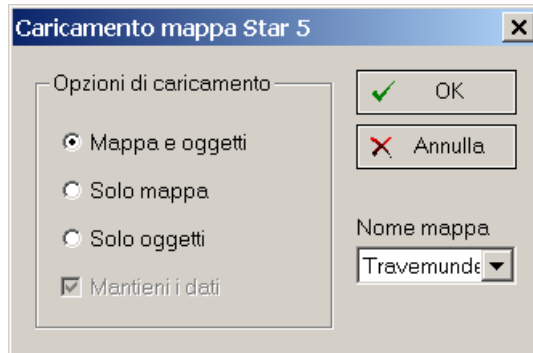 Caricamento mappa Star 5
Opzioni di caricamento
Mappa e oggetti
Solo mappa
Solo oggetti
Mantieni i dati
OK
Annulla
Nome mappa
Travemunde